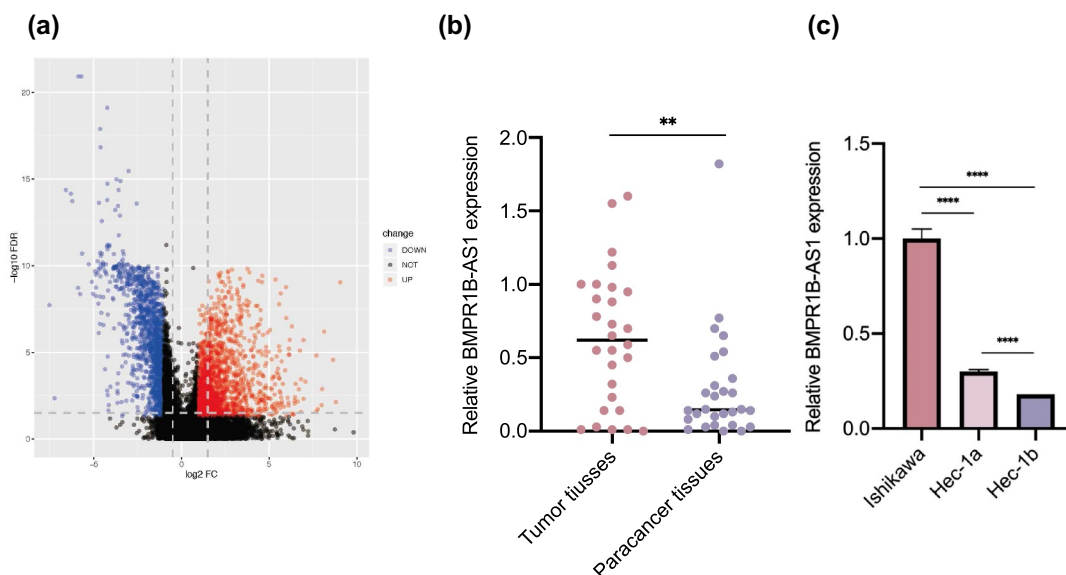 (a)
20
15
10
5
0
−log10 FDR
−5
0
5
10
log2 FC
change
DOWN
NOT
UP
(b)
2.0
1.5
1.0
0.5
0.0
Relative BMPR1B-AS1 expression
**
Tumor tiusses
Paracancer tissues
(c)
1.5
1.0
0.5
0.0
Relative BMPR1B-AS1 expression
****
****
****
Ishikawa
Hec-1a
Hec-1b